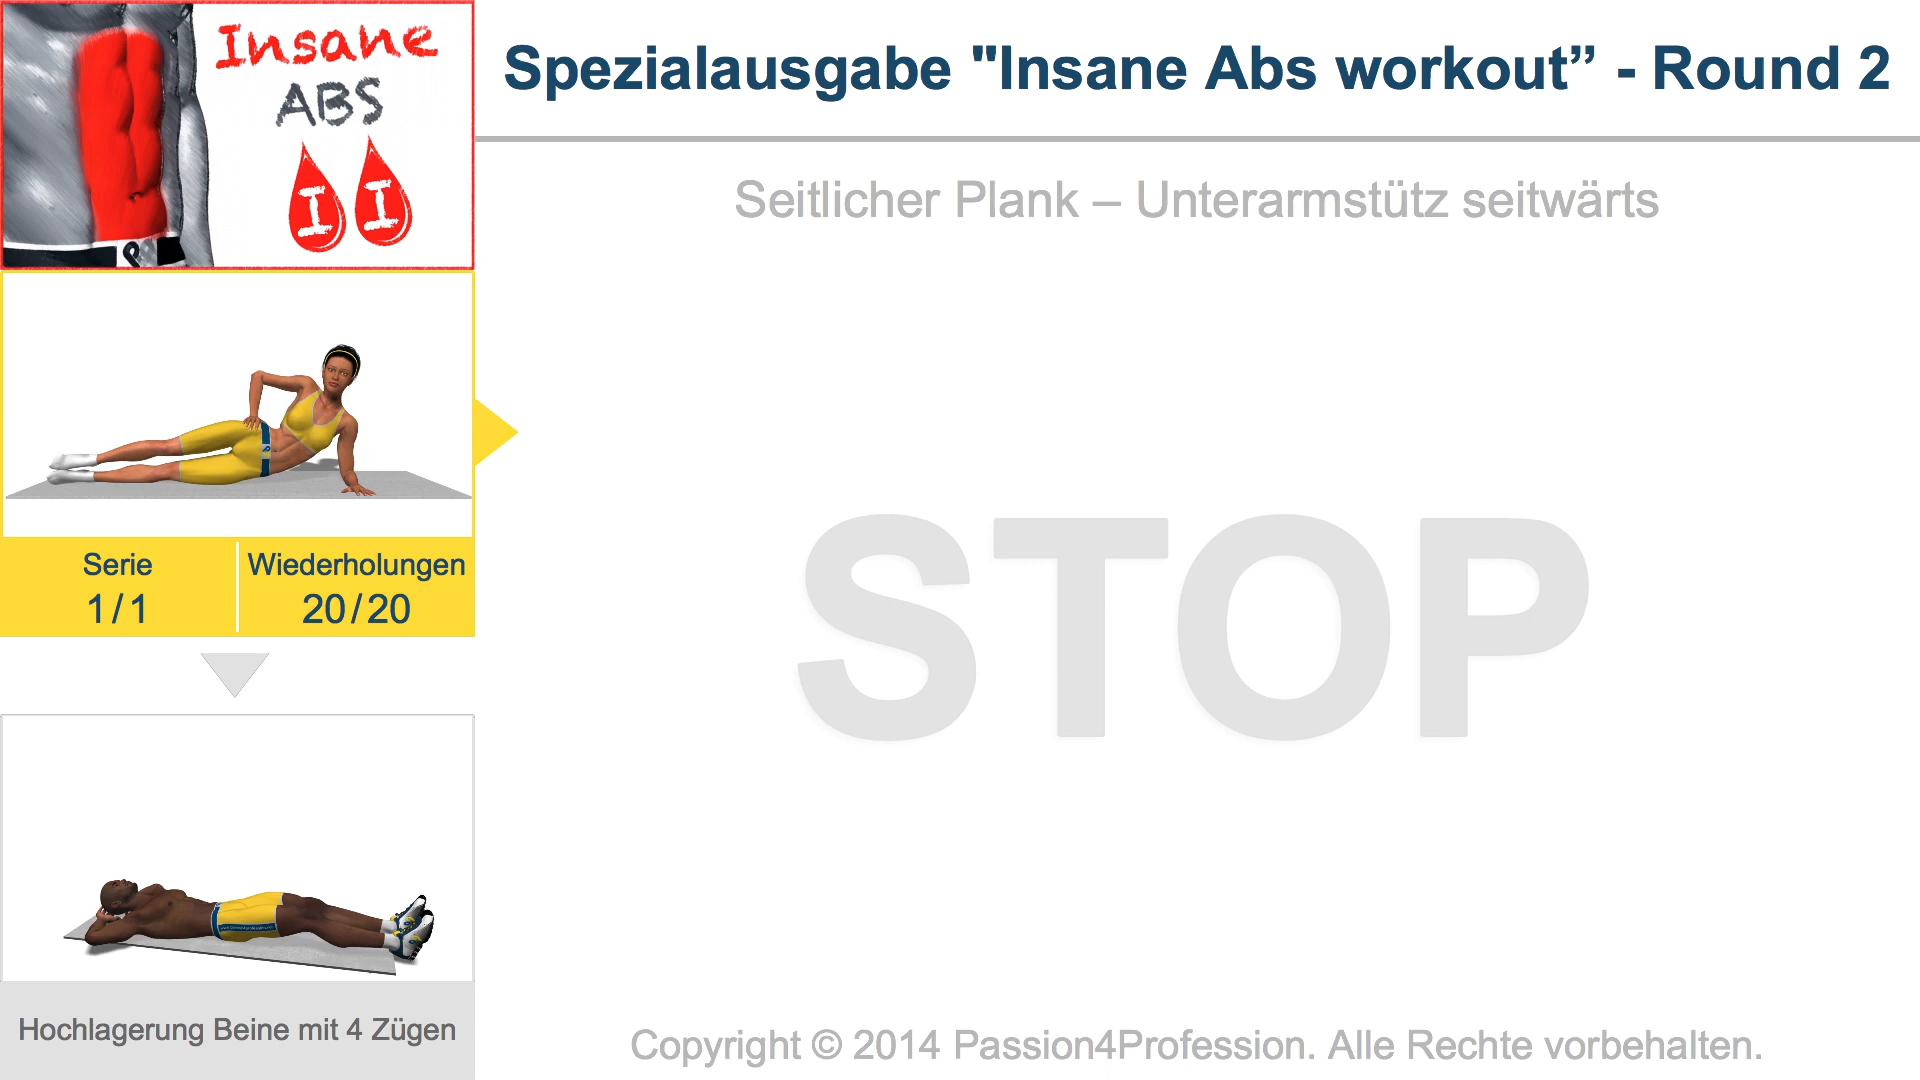 Insane
ABS
I I
Spezialausgabe "Insane Abs workout” - Round 2
Seitlicher Plank – Unterarmstütz seitwärts
Serie
1/1
Wiederholungen
20/20
STOP
Hochlagerung Beine mit 4 Zügen
Copyright © 2014 Passion4Profession. Alle Rechte vorbehalten.